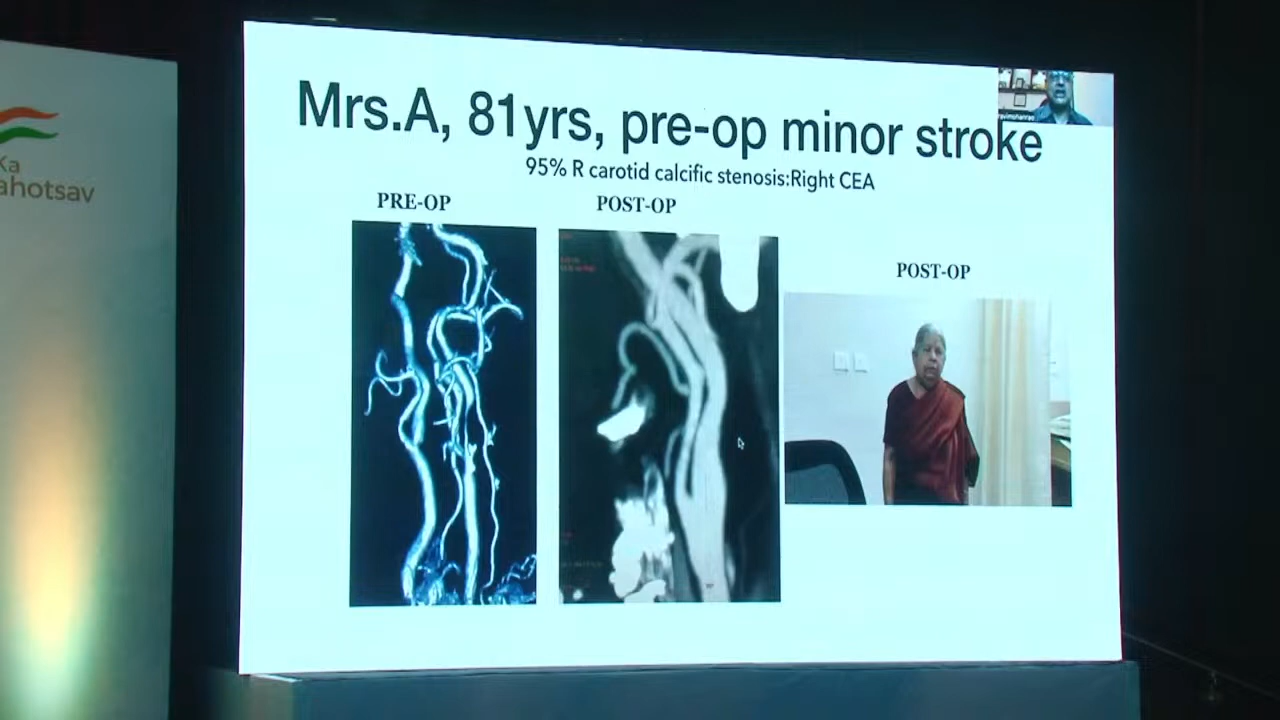 Ka
ahotsav
Mrs.A, 81yrs, pre-op minor stroke
95% R carotid calcific stenosis:Right CEA
PRE-OP
POST-OP
POST-OP